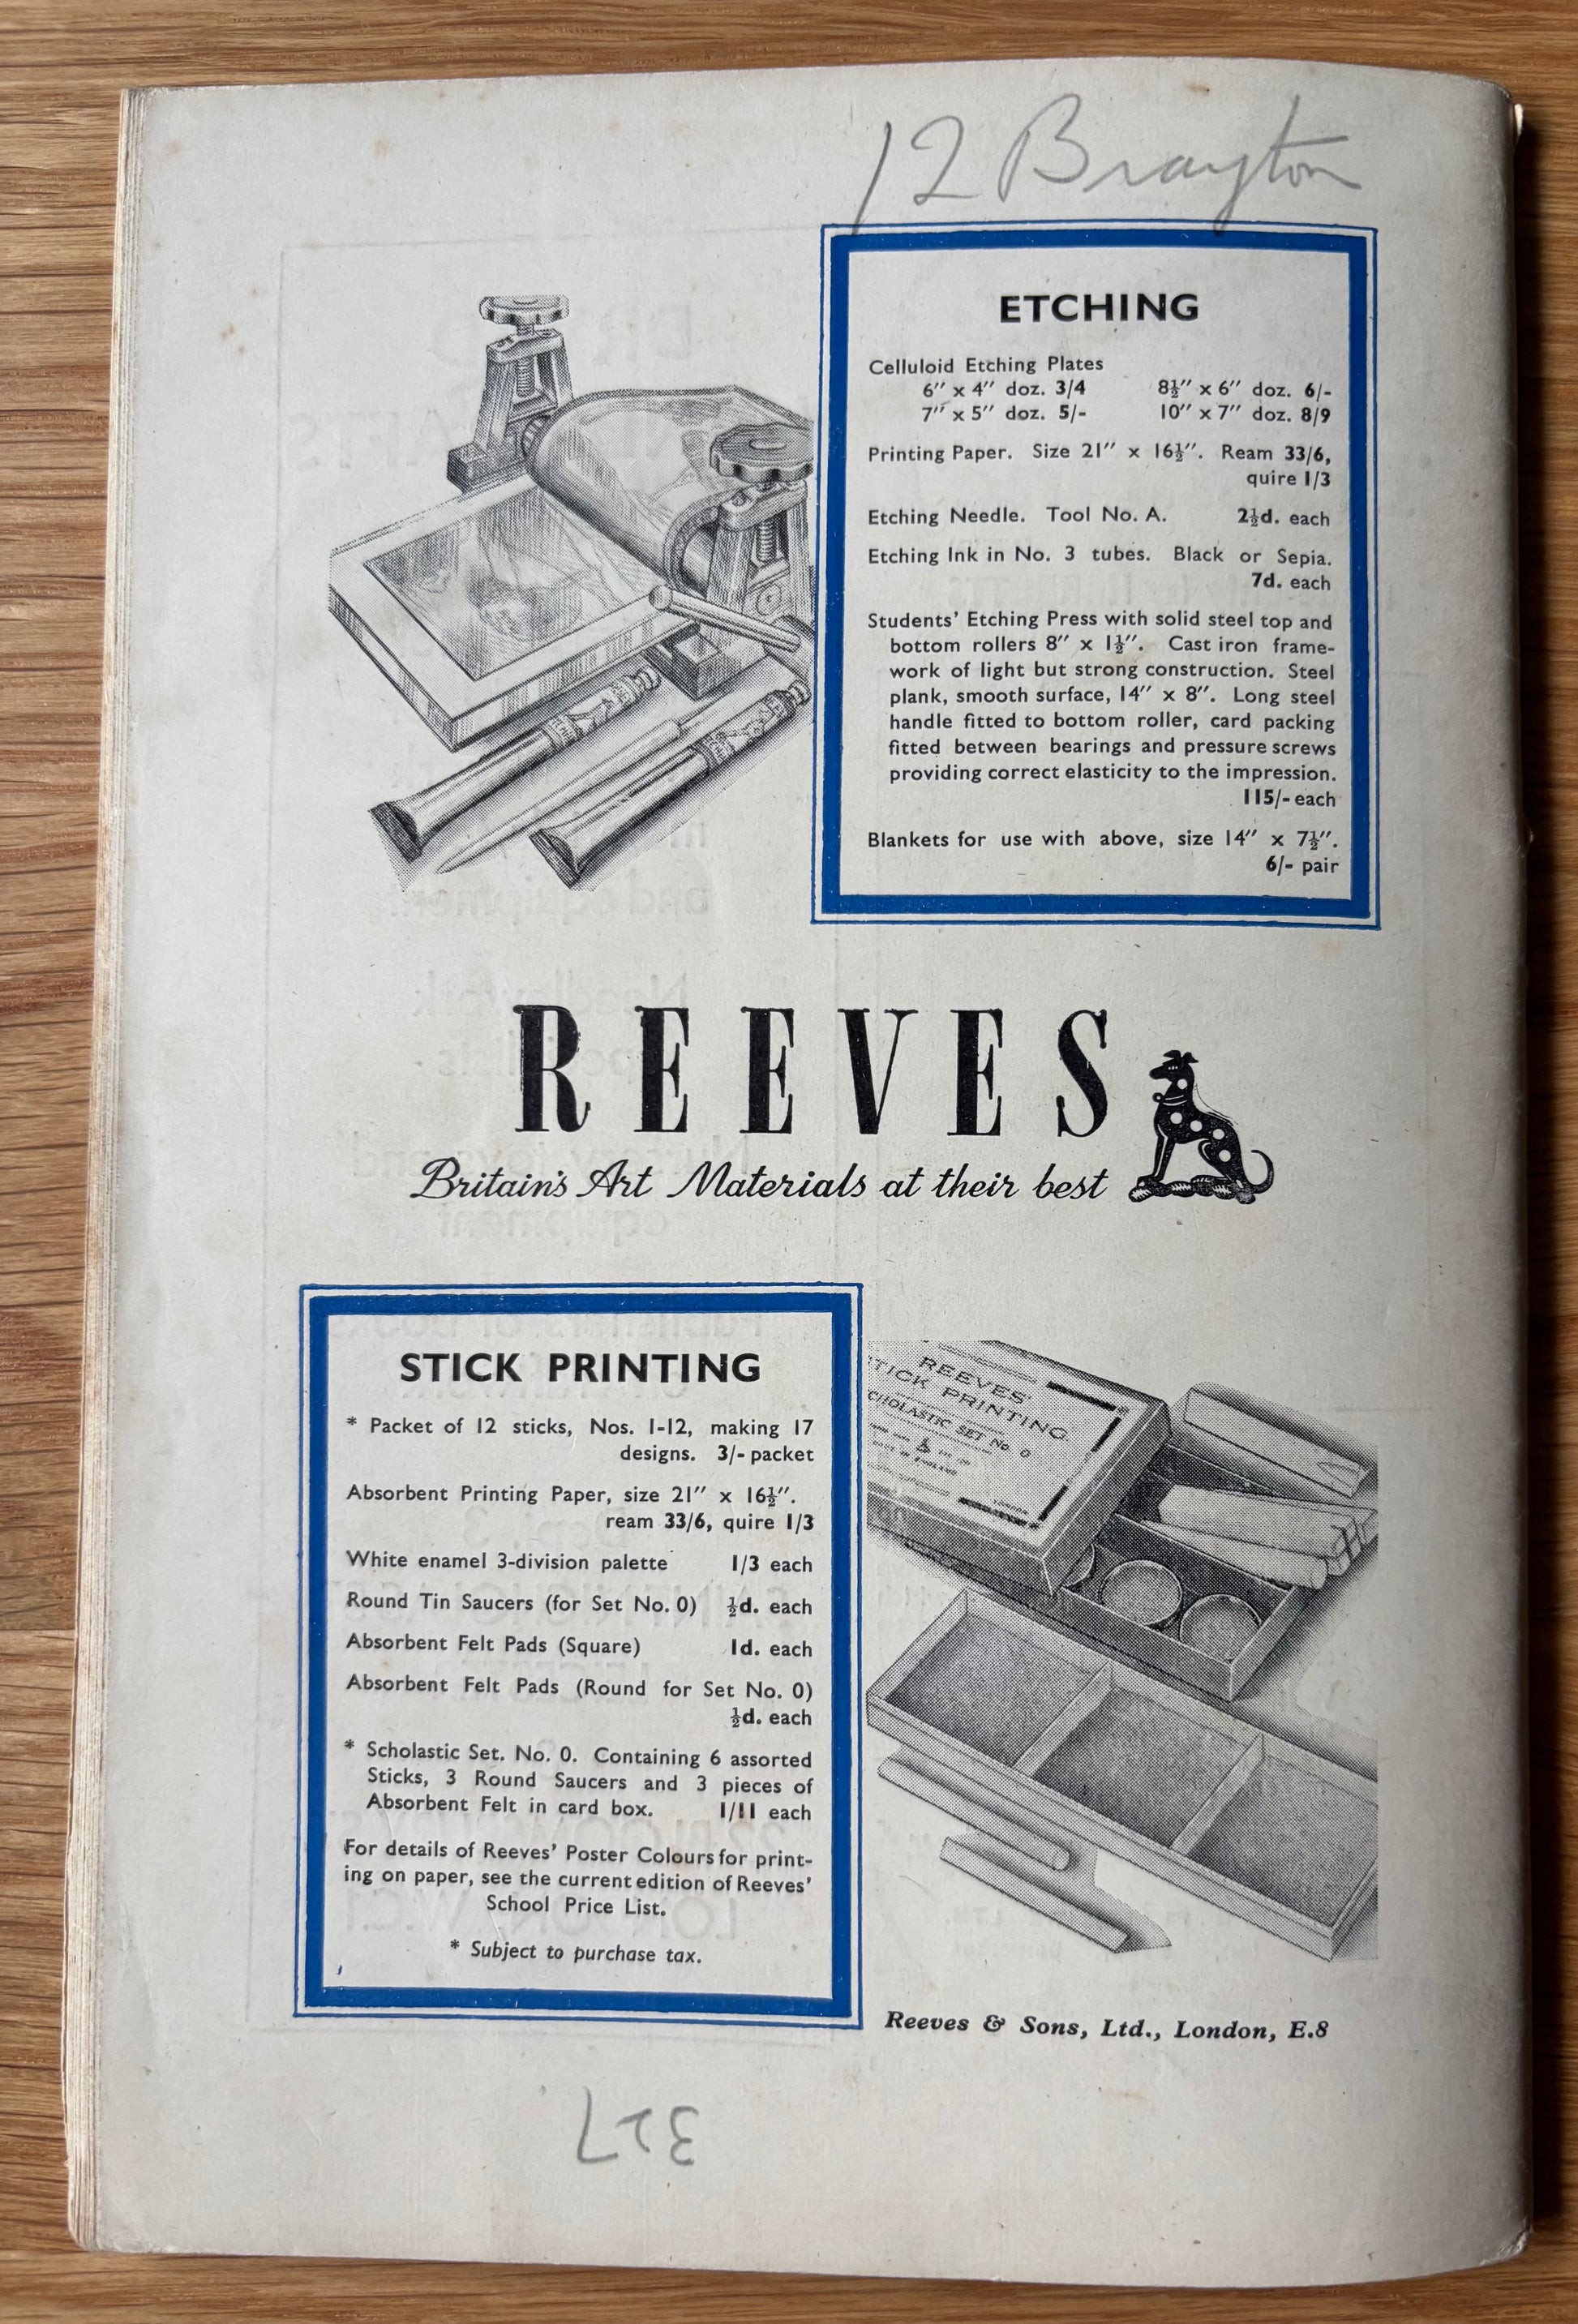 12 Brayton
ETCHING
Celluloid Etching Plates
6″ x 4″ doz. 3/4 8½″ x 6″ doz. 6/-
7″ x 5″ doz. 5/- 10″ x 7″ doz. 8/9
Printing Paper. Size 21″ x 16½″. Ream 33/6,
quire 1/3
Etching Needle. Tool No. A. 2½d. each
Etching Ink in No. 3 tubes. Black or Sepia.
7d. each
Students’ Etching Press with solid steel top and
bottom rollers 8″ x 1½″. Cast iron frame-
work of light but strong construction. Steel
plank, smooth surface, 14″ x 8″. Long steel
handle fitted to bottom roller, card packing
fitted between bearings and pressure screws
providing correct elasticity to the impression.
115/- each
Blankets for use with above, size 14″ x 7½″.
6/- pair
REEVES
Britain's Art Materials at their best
STICK PRINTING
* Packet of 12 sticks, Nos. 1-12, making 17
designs. 3/- packet
Absorbent Printing Paper, size 21″ x 16½″.
ream 33/6, quire 1/3
White enamel 3-division palette 1/3 each
Round Tin Saucers (for Set No. 0) ½d. each
Absorbent Felt Pads (Square) 1d. each
Absorbent Felt Pads (Round for Set No. 0)
½d. each
* Scholastic Set. No. 0. Containing 6 assorted
Sticks, 3 Round Saucers and 3 pieces of
Absorbent Felt in card box. 1/11 each
For details of Reeves’ Poster Colours for print-
ing on paper, see the current edition of Reeves’
School Price List.
* Subject to purchase tax.
REEVES'
STICK PRINTING
SCHOLASTIC SET No 0
MADE IN ENGLAND
Reeves & Sons, Ltd., London, E.8
327